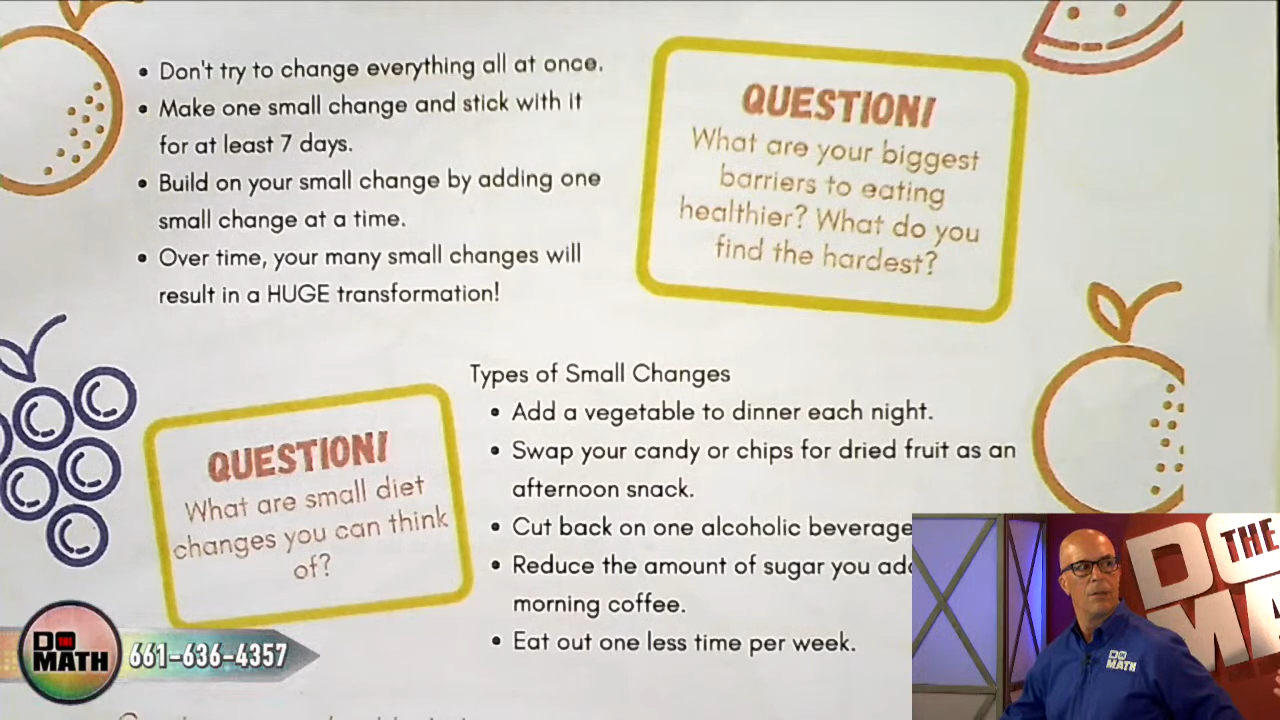 • Don't try to change everything all at once.
• Make one small change and stick with it
for at least 7 days.
• Build on your small change by adding one
small change at a time.
• Over time, your many small changes will
result in a HUGE transformation!
QUESTION!
What are your biggest
barriers to eating
healthier? What do you
find the hardest?
QUESTION!
What are small diet
changes you can think
of?
Types of Small Changes
• Add a vegetable to dinner each night.
• Swap your candy or chips for dried fruit as an
afternoon snack.
• Cut back on one alcoholic beverage
• Reduce the amount of sugar you
morning coffee.
• Eat out one less time per week.
DO THE
MATH
661-636-4357
DO
THE
MA
DO
MATH